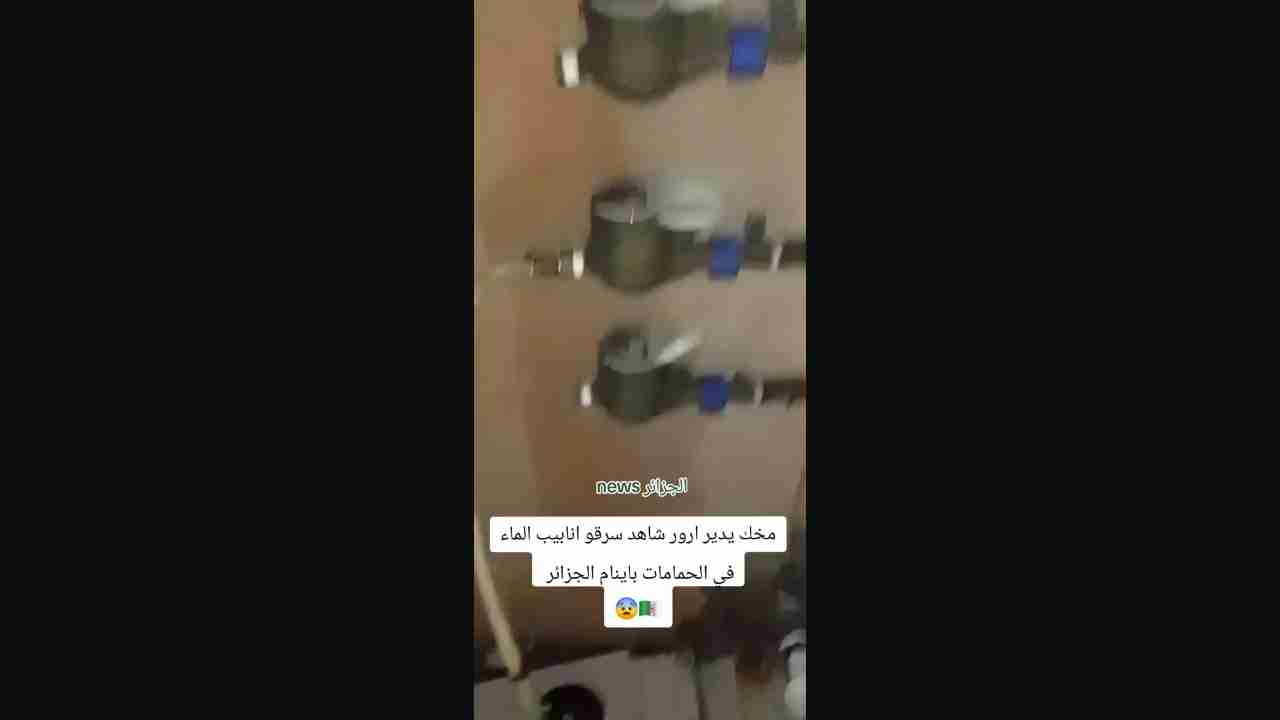 الجزائر news
مخك يدير ارور شاهد سرقو انابيب الماء
في الحمامات باينام الجزائر
😨🇩🇿